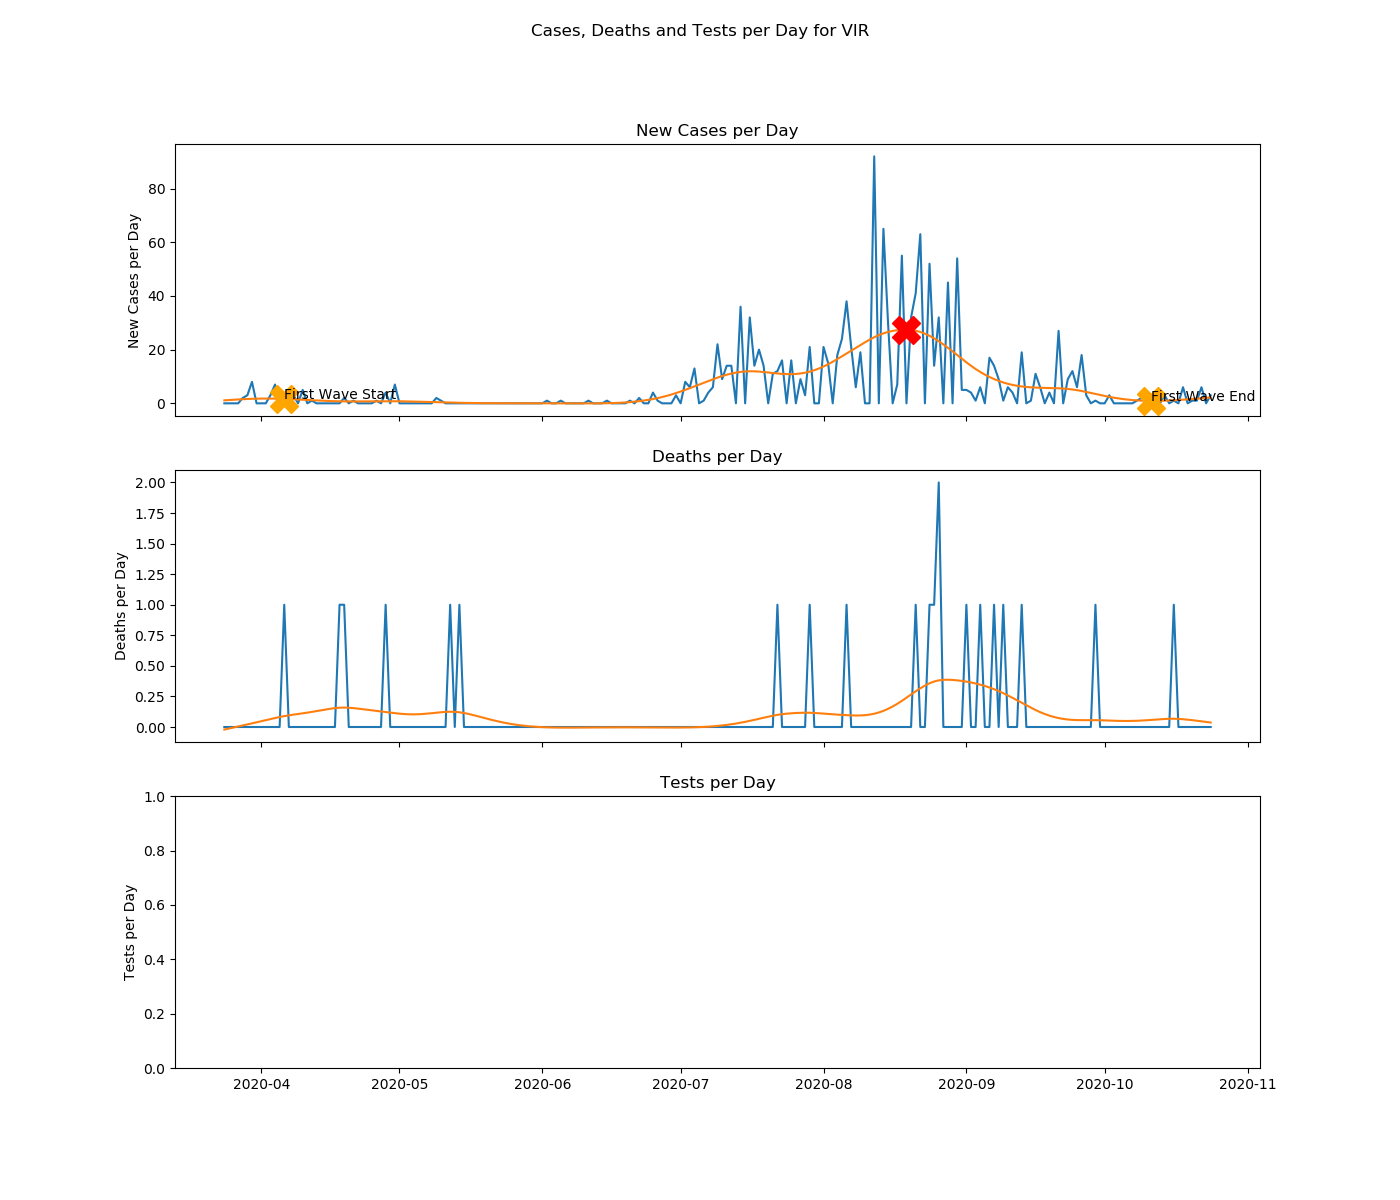 Cases, Deaths and Tests per Day for VIR
New Cases per Day
New Cases per Day
80
60
40
20
0
First Wave Start
First Wave End
Deaths per Day
Deaths per Day
2.00
1.75
1.50
1.25
1.00
0.75
0.50
0.25
0.00
Tests per Day
Tests per Day
1.0
0.8
0.6
0.4
0.2
0.0
2020-04 2020-05 2020-06 2020-07 2020-08 2020-09 2020-10 2020-11